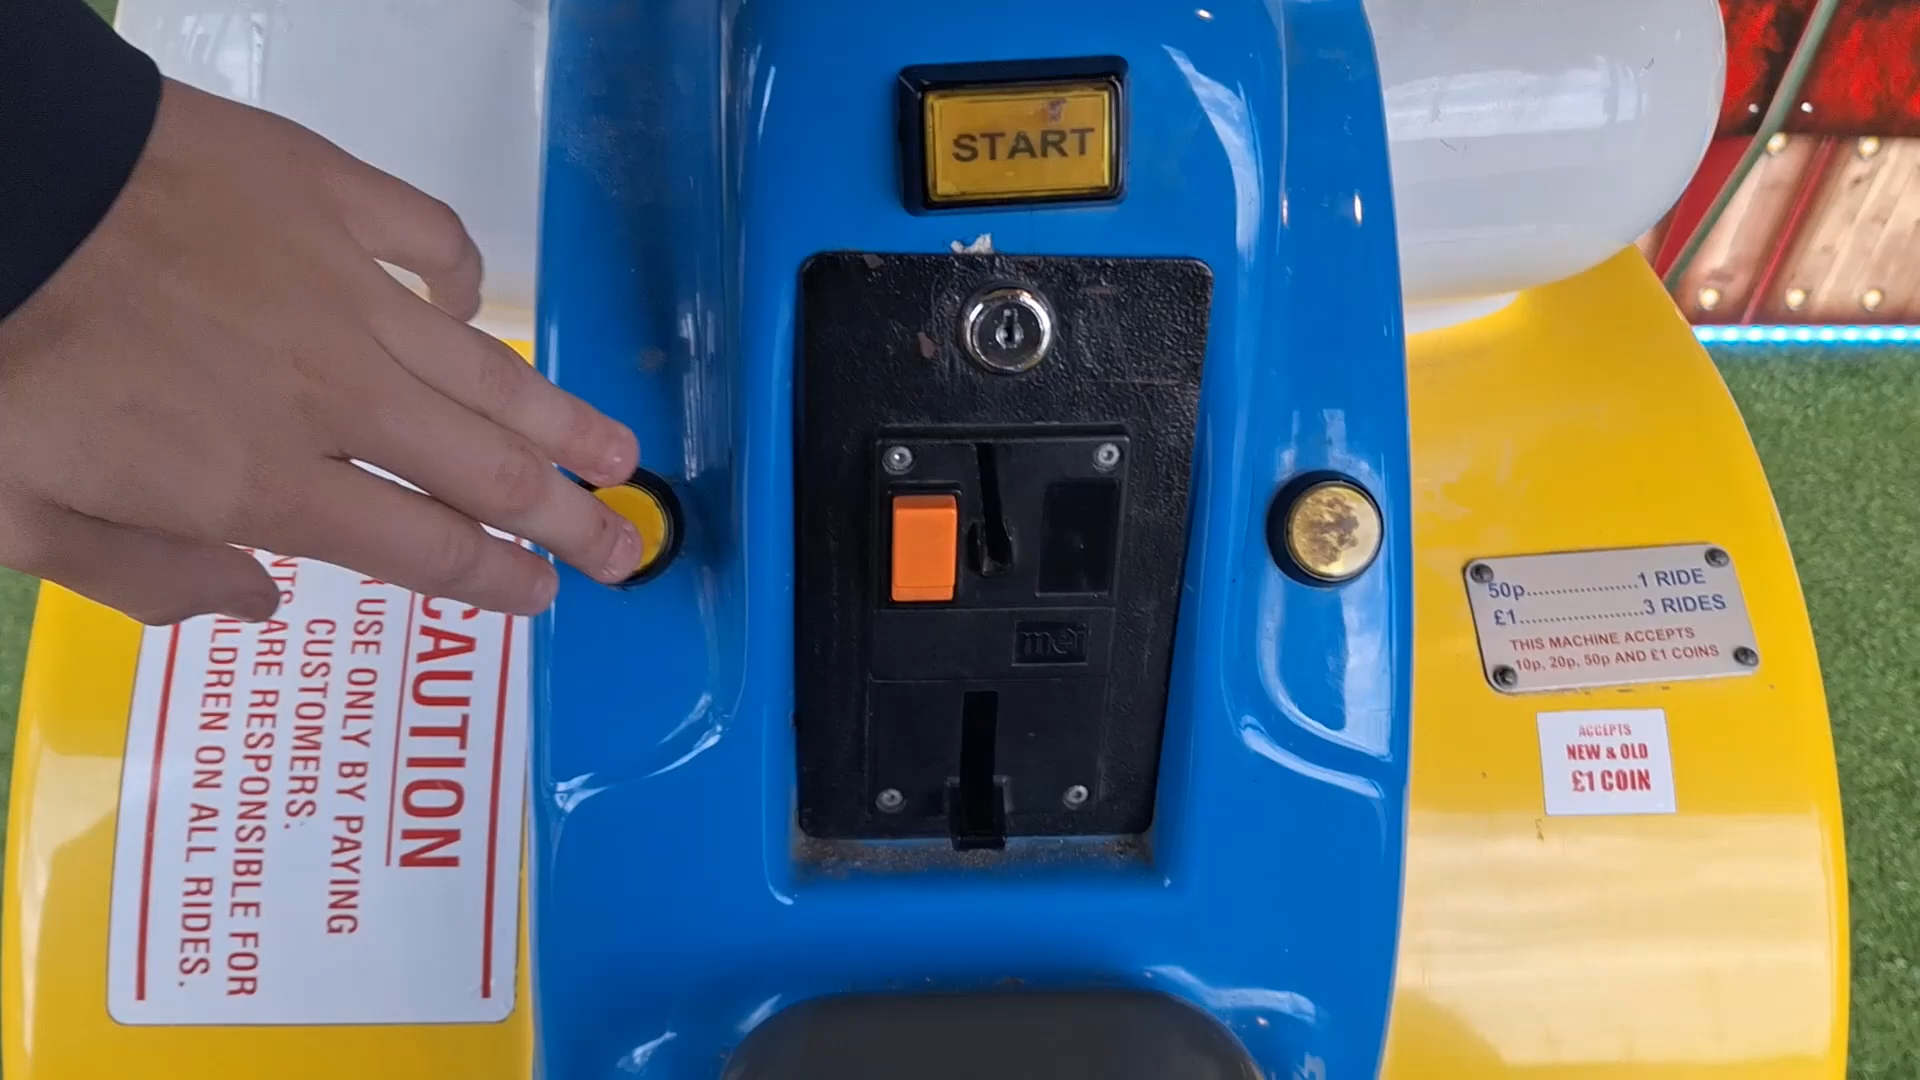 START
mei
CAUTION
USE ONLY BY PAYING
CUSTOMERS.
ARE RESPONSIBLE FOR
ON ALL RIDES.
50p...................1 RIDE
£1.....................3 RIDES
THIS MACHINE ACCEPTS
10p, 20p, 50p AND £1 COINS
ACCEPTS
NEW & OLD
£1 COIN